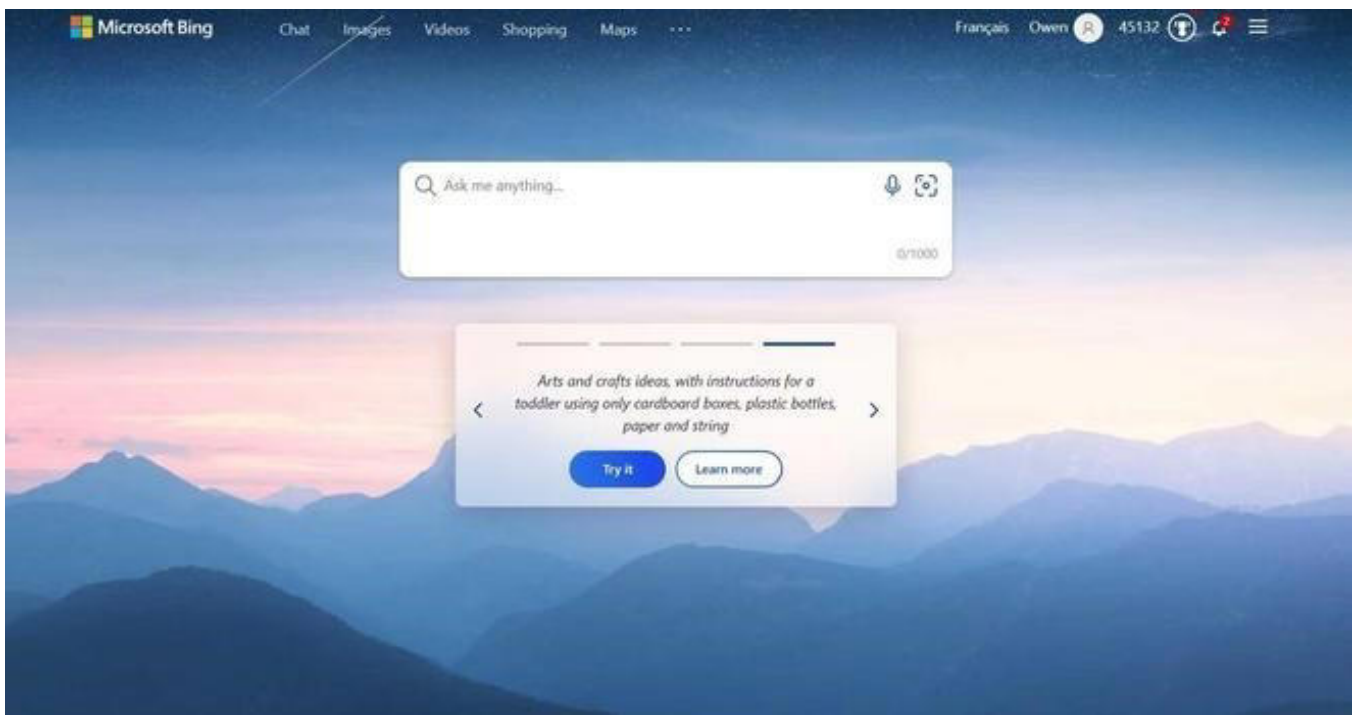 Microsoft Bing Chat Images Videos Shopping Maps ... Français Owen 45132 2
Ask me anything...
0/1000
Arts and crafts ideas, with instructions for a
toddler using only cardboard boxes, plastic bottles,
paper and string
Try it Learn more